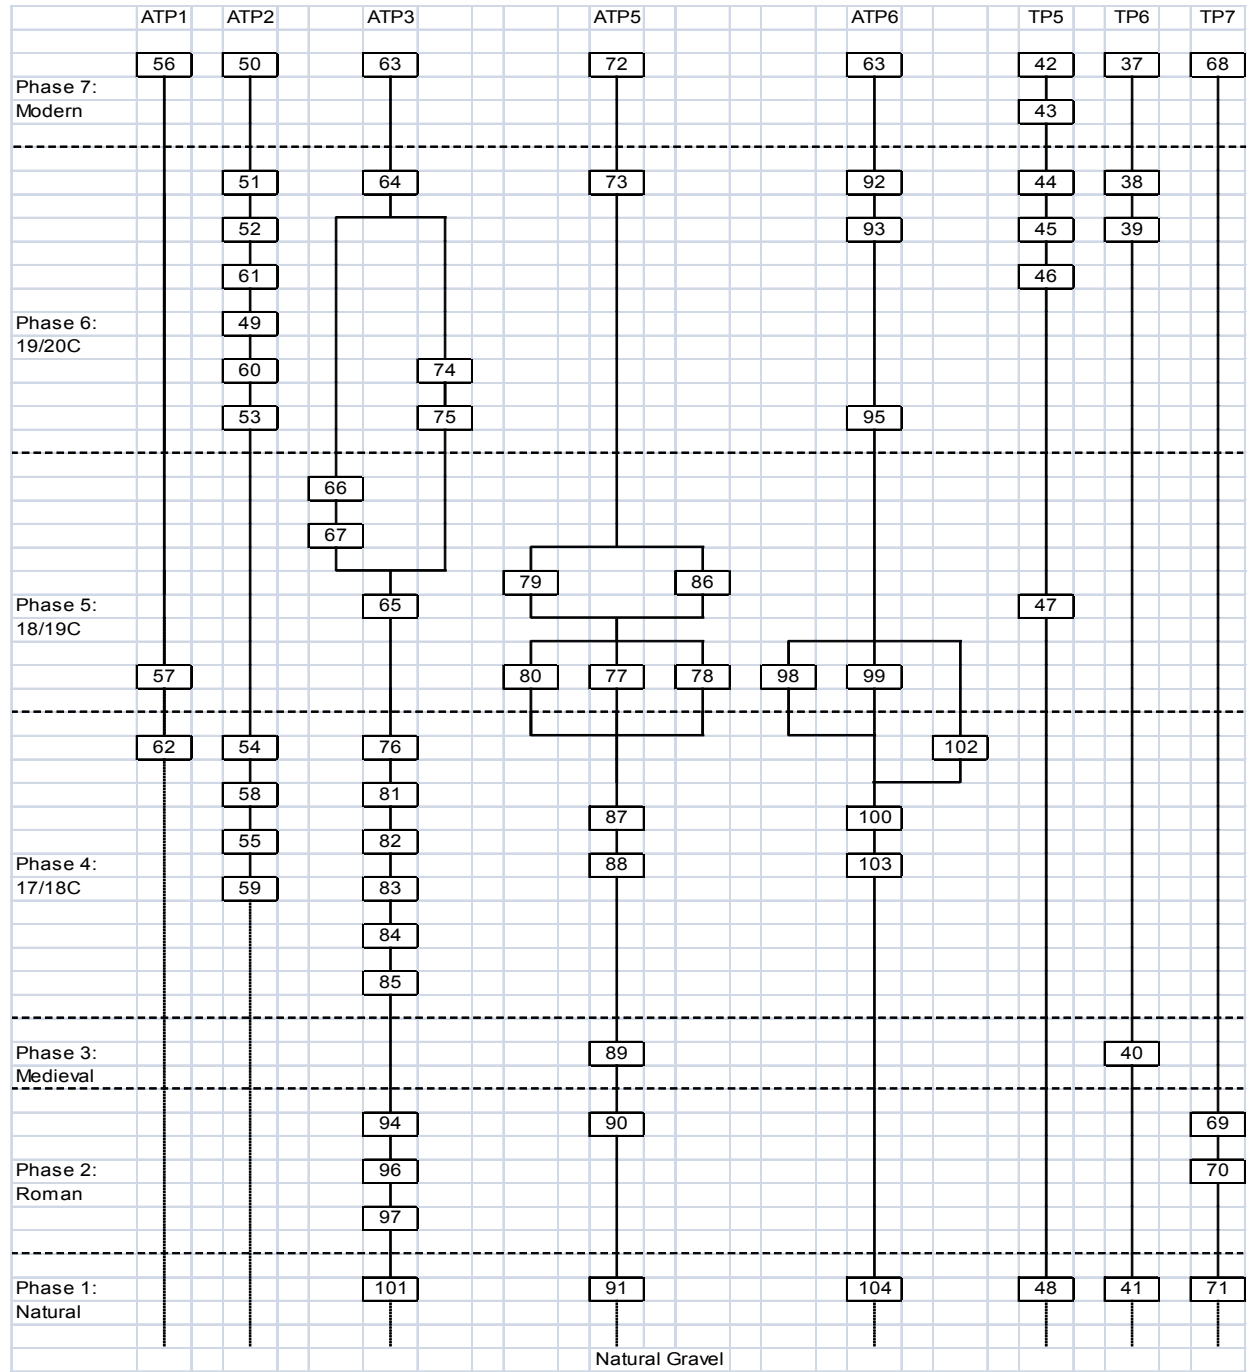 ATP1 ATP2 ATP3 ATP5 ATP6 TP5 TP6 TP7
56 50 63 72 63 42 37 68
Phase 7:
Modern 43
51 64 73 92 44 38
52 93 45 39
61 46
Phase 6: 49
19/20C
60 74
53 75 95
66
67
79 86
Phase 5: 65 47
18/19C
57 80 77 78 98 99
62 54 76 102
58 81
87 100
55 82
Phase 4: 88 103
17/18C 59 83
84
85
Phase 3: 89 40
Medieval
94 90 69
Phase 2: 96 70
Roman
97
Phase 1: 101 91 104 48 41 71
Natural
Natural Gravel